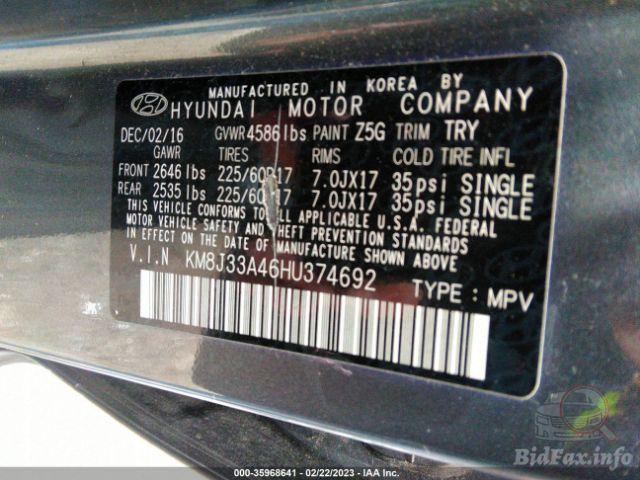 MANUFACTURED IN KOREA BY
HYUNDAI MOTOR COMPANY
DEC/02/16 GVWR 4586 lbs PAINT Z5G TRIM TRY
GAWR TIRES RIMS COLD TIRE INFL
FRONT 2646 lbs 225/60R17 7.0JX17 35psi SINGLE
REAR 2535 lbs 225/60 17 7.0JX17 35psi SINGLE
THIS VEHICLE CONFORMS TO ALL APPLICABLE U.S.A. FEDERAL
MOTOR VEHICLE SAFETY AND THEFT PREVENTION STANDARDS
IN EFFECT ON THE DATE OF MANUFACTURE SHOWN ABOVE.
V.I.N KM8J33A46HU374692 TYPE : MPV
000-35968641 / 02/22/2023 - IAA Inc.
BidFax.info